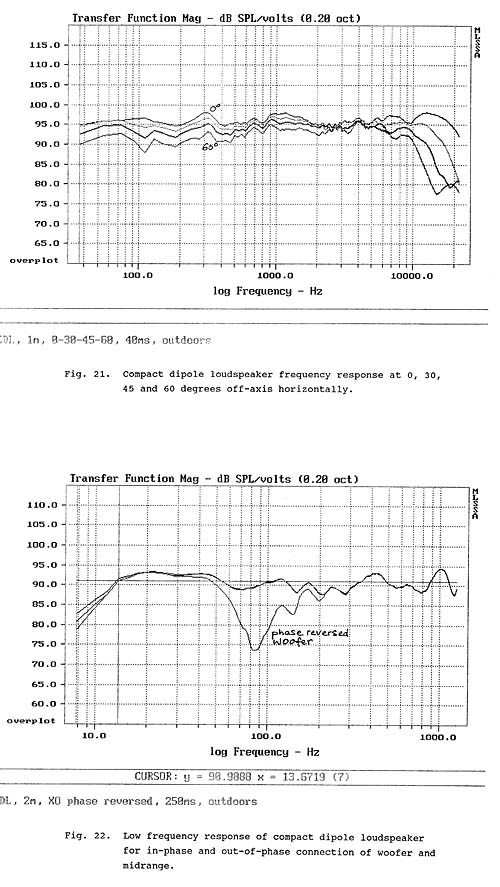 Transfer Function Mag - dB SPL/volts (0.20 oct)
MLSSA
115.0
110.0
105.0
100.0
95.0
90.0
85.0
80.0
75.0
70.0
65.0
0°
60°
overplot
100.0 1000.0 10000.0
log Frequency - Hz
CDL, 1m, 0-30-45-60, 40ms, outdoors
Fig. 21. Compact dipole loudspeaker frequency response at 0, 30,
45 and 60 degrees off-axis horizontally.
Transfer Function Mag - dB SPL/volts (0.20 oct)
MLSSA
110.0
105.0
100.0
95.0
90.0
85.0
80.0
75.0
70.0
65.0
60.0
phase reversed
woofer
overplot
10.0 100.0 1000.0
log Frequency - Hz
CURSOR: y = 90.9888 x = 13.6719 (7)
DL, 2m, XO phase reversed, 250ms, outdoors
Fig. 22. Low frequency response of compact dipole loudspeaker
for in-phase and out-of-phase connection of woofer and
midrange.